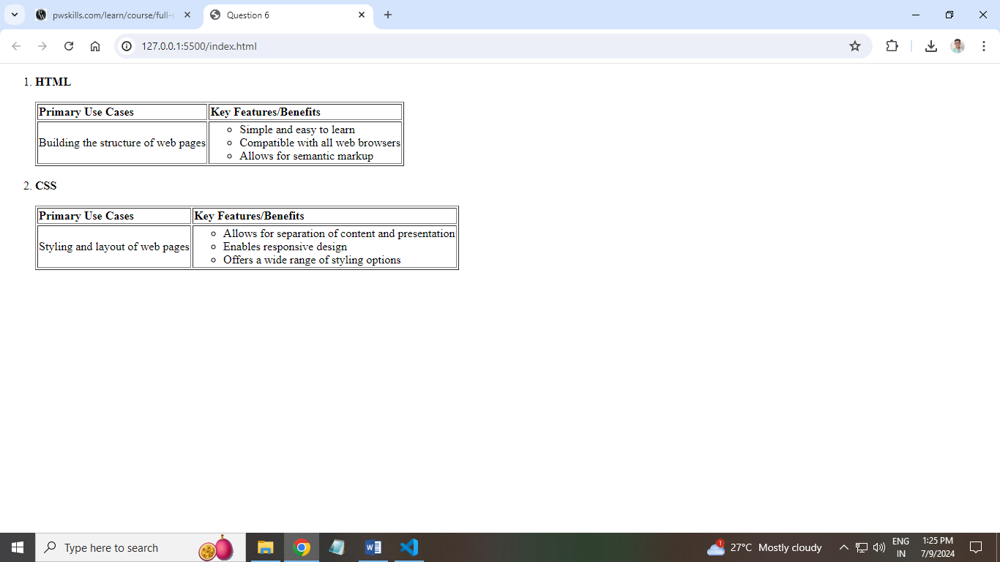 pwskills.com/learn/course/full-s
Question 6
127.0.0.1:5500/index.html
1. HTML
Primary Use Cases Key Features/Benefits
Building the structure of web pages
Simple and easy to learn
Compatible with all web browsers
Allows for semantic markup
2. CSS
Primary Use Cases Key Features/Benefits
Styling and layout of web pages
Allows for separation of content and presentation
Enables responsive design
Offers a wide range of styling options
Type here to search
1
27°C Mostly cloudy
ENG
IN
1:25 PM
7/9/2024